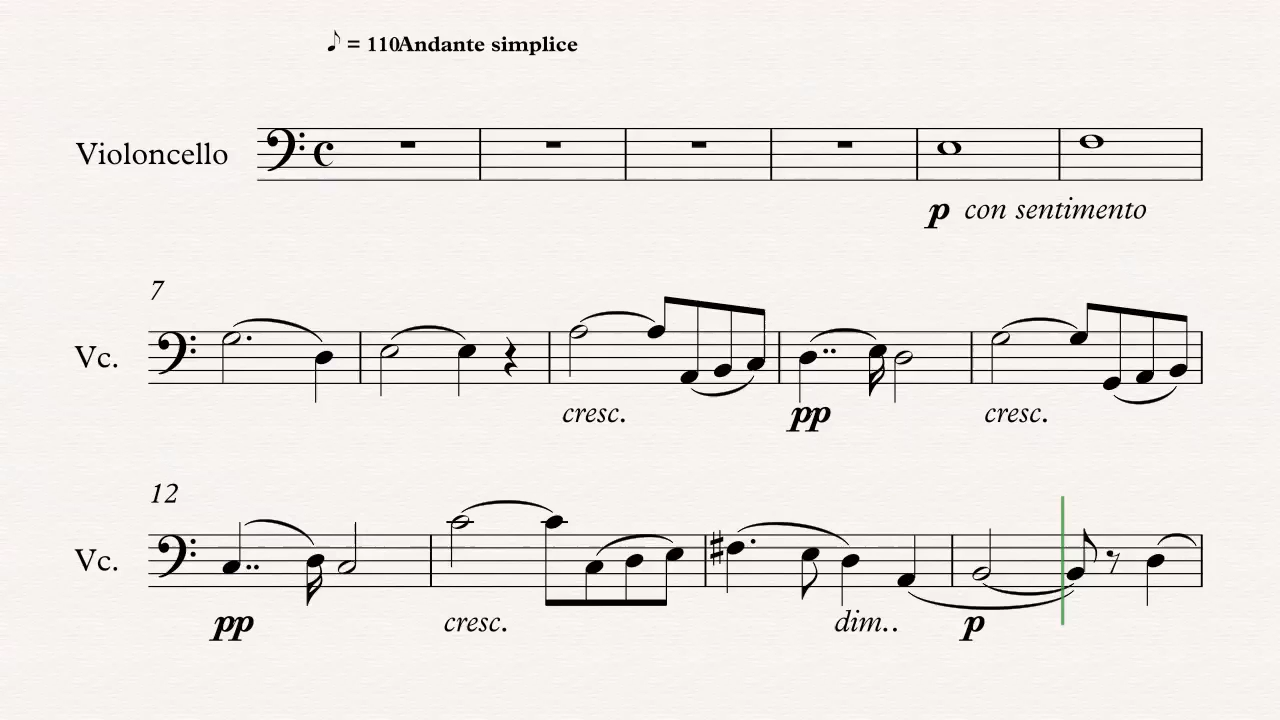 ♪ = 110Andante simplice
Violoncello
p con sentimento
7
Vc.
cresc. pp cresc.
12
Vc.
pp cresc. dim.. p